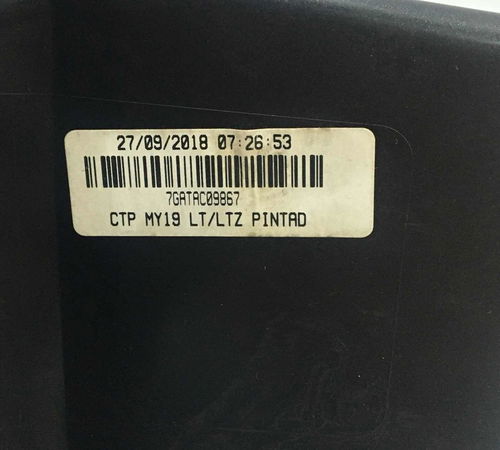 27/09/2018 07:26:53
7GATAC09867
CTP MY19 LT/LTZ PINTAD